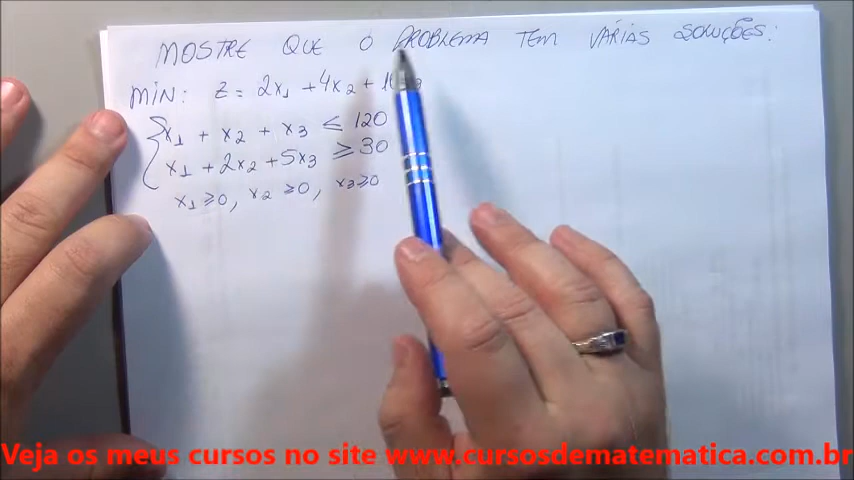 MOSTRE QUE O PROBLEMA TEM VÁRIAS SOLUÇÕES:
MIN: Z = 2x₁ + 4x₂ +
x₁ + x₂ + x₃ ≤ 120
x₁ + 2x₂ + 5x₃ ≥ 30
x₁ ≥ 0, x₂ ≥ 0, x₃ ≥ 0
Veja os meus cursos no site www.cursosdematematica.com.br